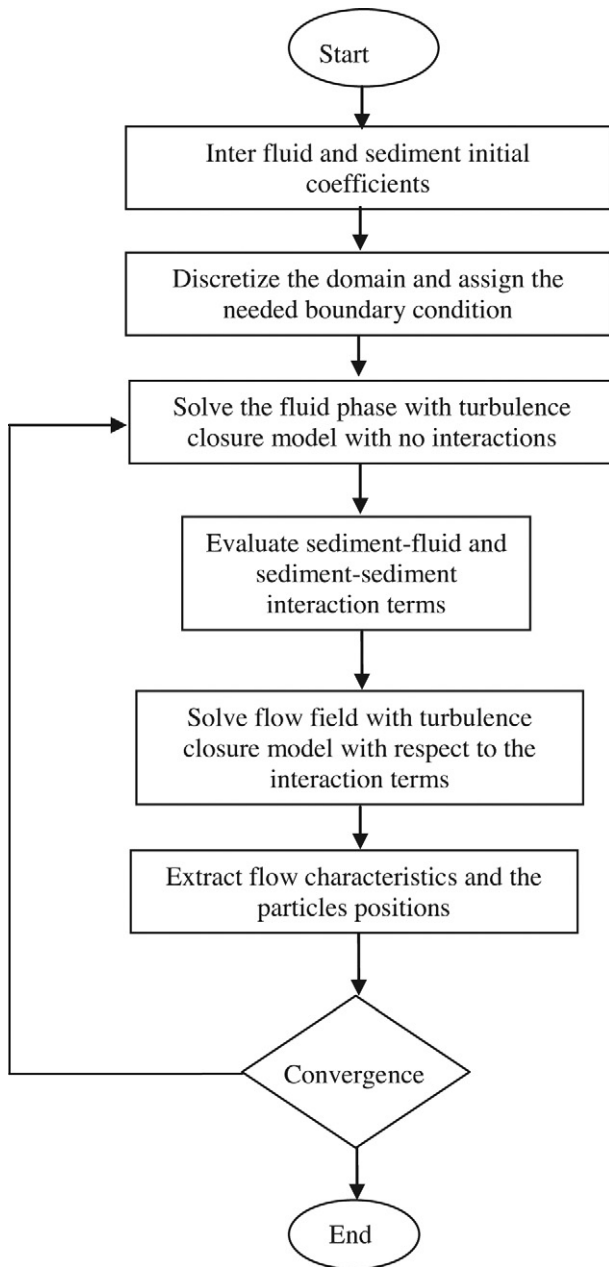 Start
Inter fluid and sediment initial
coefficients
Discretize the domain and assign the
needed boundary condition
Solve the fluid phase with turbulence
closure model with no interactions
Evaluate sediment-fluid and
sediment-sediment
interaction terms
Solve flow field with turbulence
closure model with respect to the
interaction terms
Extract flow characteristics and the
particles positions
Convergence
End